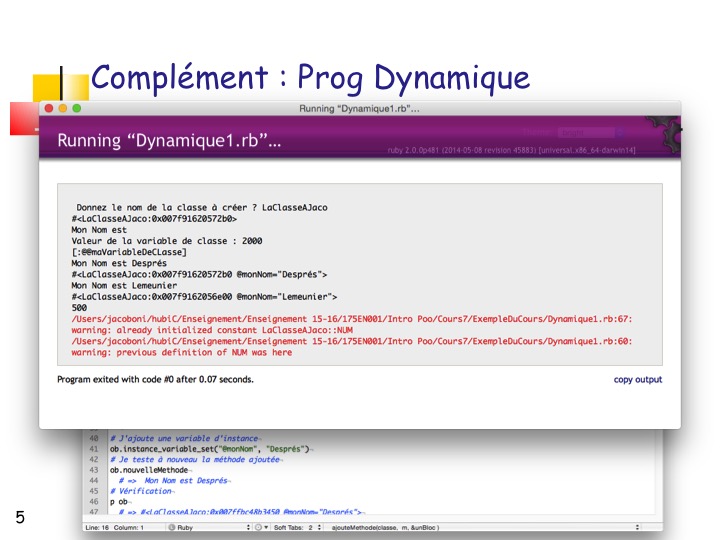 Complément : Prog Dynamique
Running “Dynamique1.rb”...
Running “Dynamique1.rb”...
ruby 2.0.0p481 (2014-05-08 revision 45883) [universal.x86_64-darwin14]
Donnez le nom de la classe à créer ? LaClasseAJaco
#<LaClasseAJaco:0x007f91620572b0>
Mon Nom est
Valeur de la variable de classe : 2000
[:@@maVariableDeCLasse]
Mon Nom est Després
#<LaClasseAJaco:0x007f91620572b0 @monNom="Després">
Mon Nom est Lemeunier
#<LaClasseAJaco:0x007f9162056e00 @monNom="Lemeunier">
500
/Users/jacoboni/hubiC/Enseignement/Enseignement 15-16/175EN001/Intro Poo/Cours7/ExempleDuCours/Dynamique1.rb:67:
warning: already initialized constant LaClasseAJaco::NUM
/Users/jacoboni/hubiC/Enseignement/Enseignement 15-16/175EN001/Intro Poo/Cours7/ExempleDuCours/Dynamique1.rb:60:
warning: previous definition of NUM was here
Program exited with code #0 after 0.07 seconds.
copy output
40 # J'ajoute une variable d'instance¬
41 ob.instance_variable_set("@monNom", "Després")¬
42 # Je teste à nouveau la méthode ajoutée¬
43 ob.nouvelleMethode
44 # => Mon Nom est Després
45 # Vérification
46 p ob¬
47 # => #<LaClasseAJaco:0x007ffbc48b3450 @monNom="Després">¬
Line: 16 Column: 1 Ruby Soft Tabs: 2 ajouteMethode(classe, m, &unBloc )
5